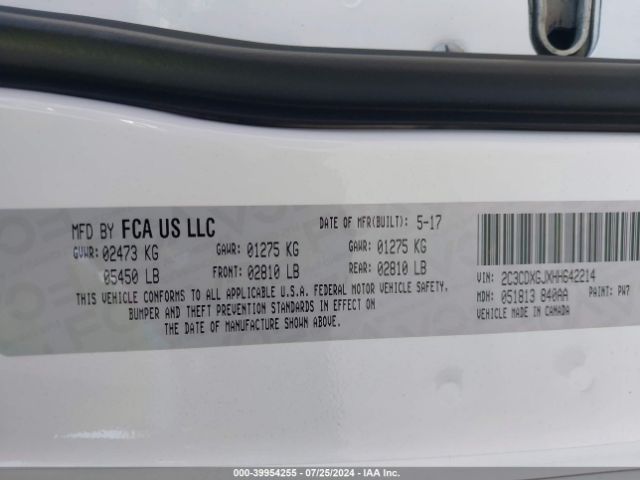 MFD BY FCA US LLC DATE OF MFR(BUILT): 5-17
GVWR: 02473 KG GAWR: 01275 KG GAWR: 01275 KG
05450 LB FRONT: 02810 LB REAR: 02810 LB
THIS VEHICLE CONFORMS TO ALL APPLICABLE U.S.A. FEDERAL MOTOR VEHICLE SAFETY,
BUMPER AND THEFT PREVENTION STANDARDS IN EFFECT ON
THE DATE OF MANUFACTURE SHOWN ABOVE.
VIN: 2C3CDXGJXHH642214
MDH: 051813 840AA PAINT: PW7
VEHICLE MADE IN CANADA
000-39954255 - 07/25/2024 - IAA Inc.